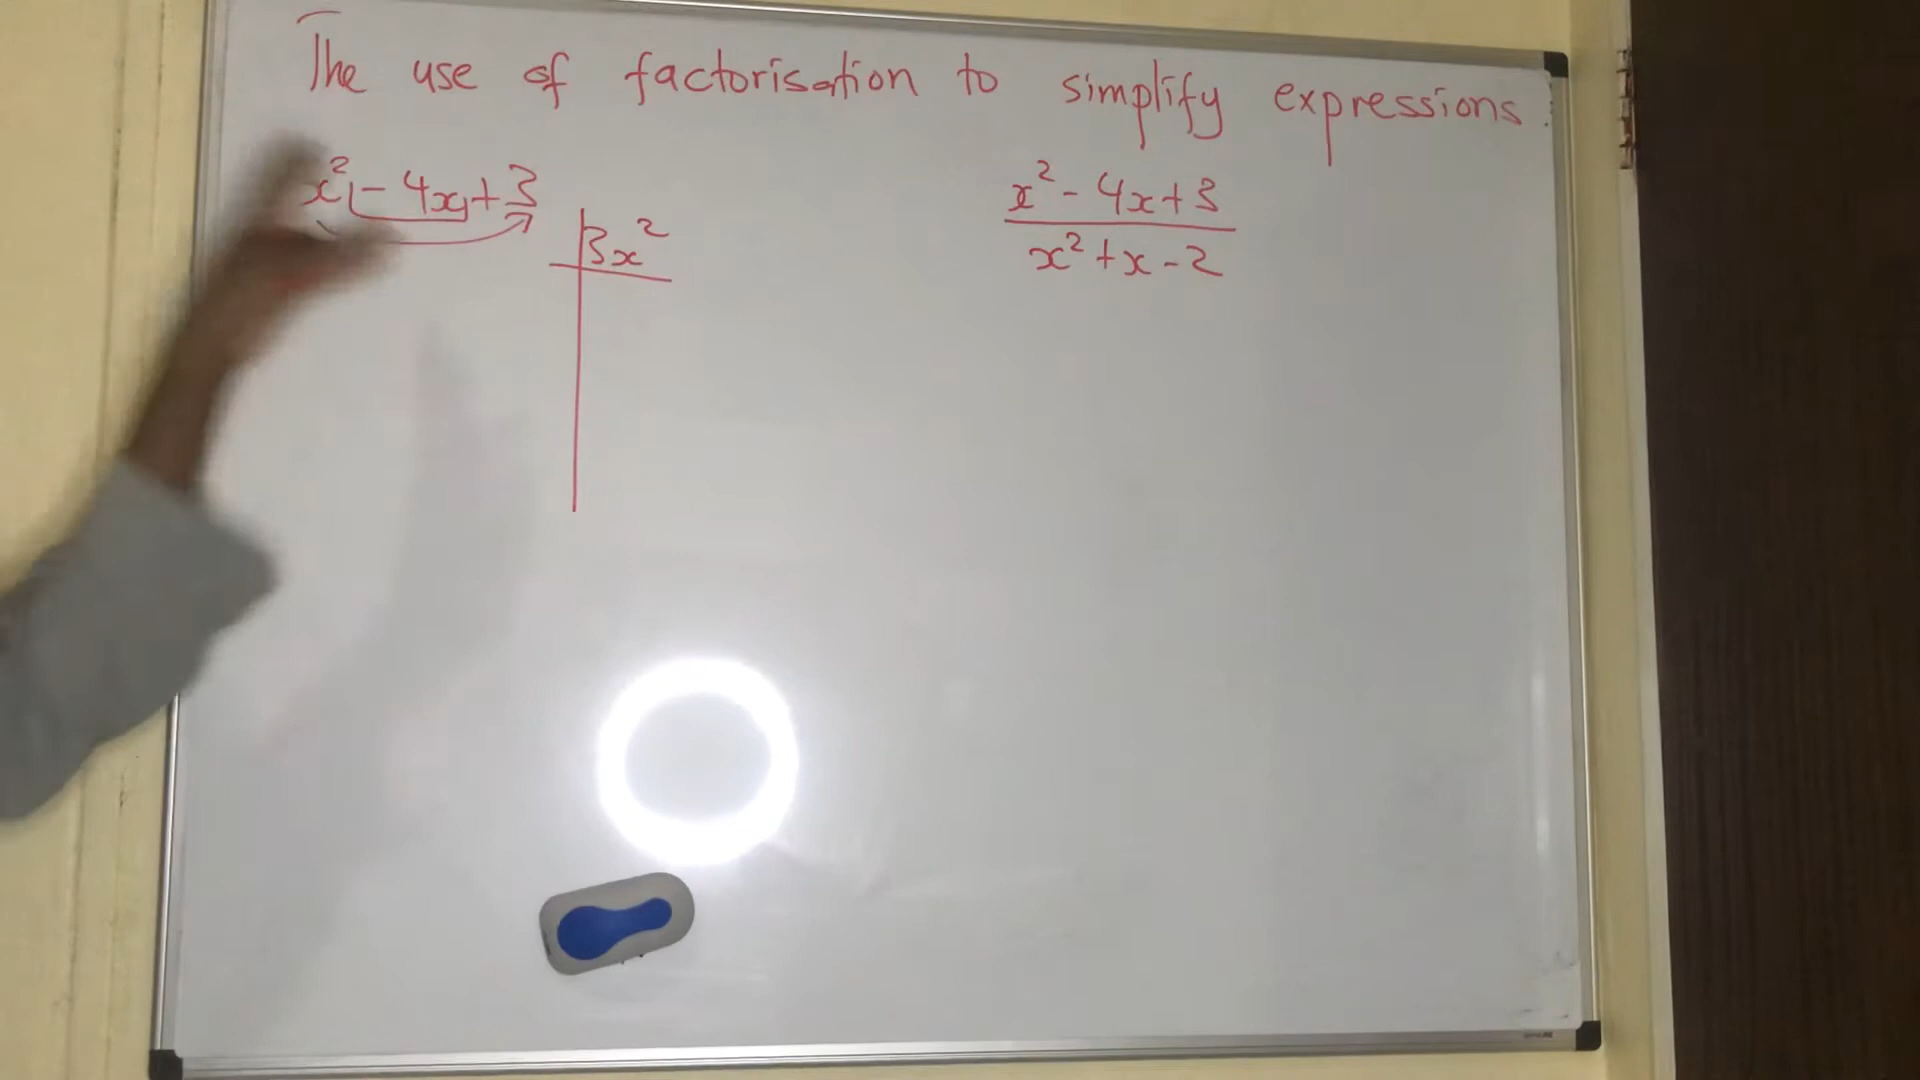 The use of factorisation to simplify expressions:
x² - 4x + 3
3x²
x² - 4x + 3
x² + x - 2